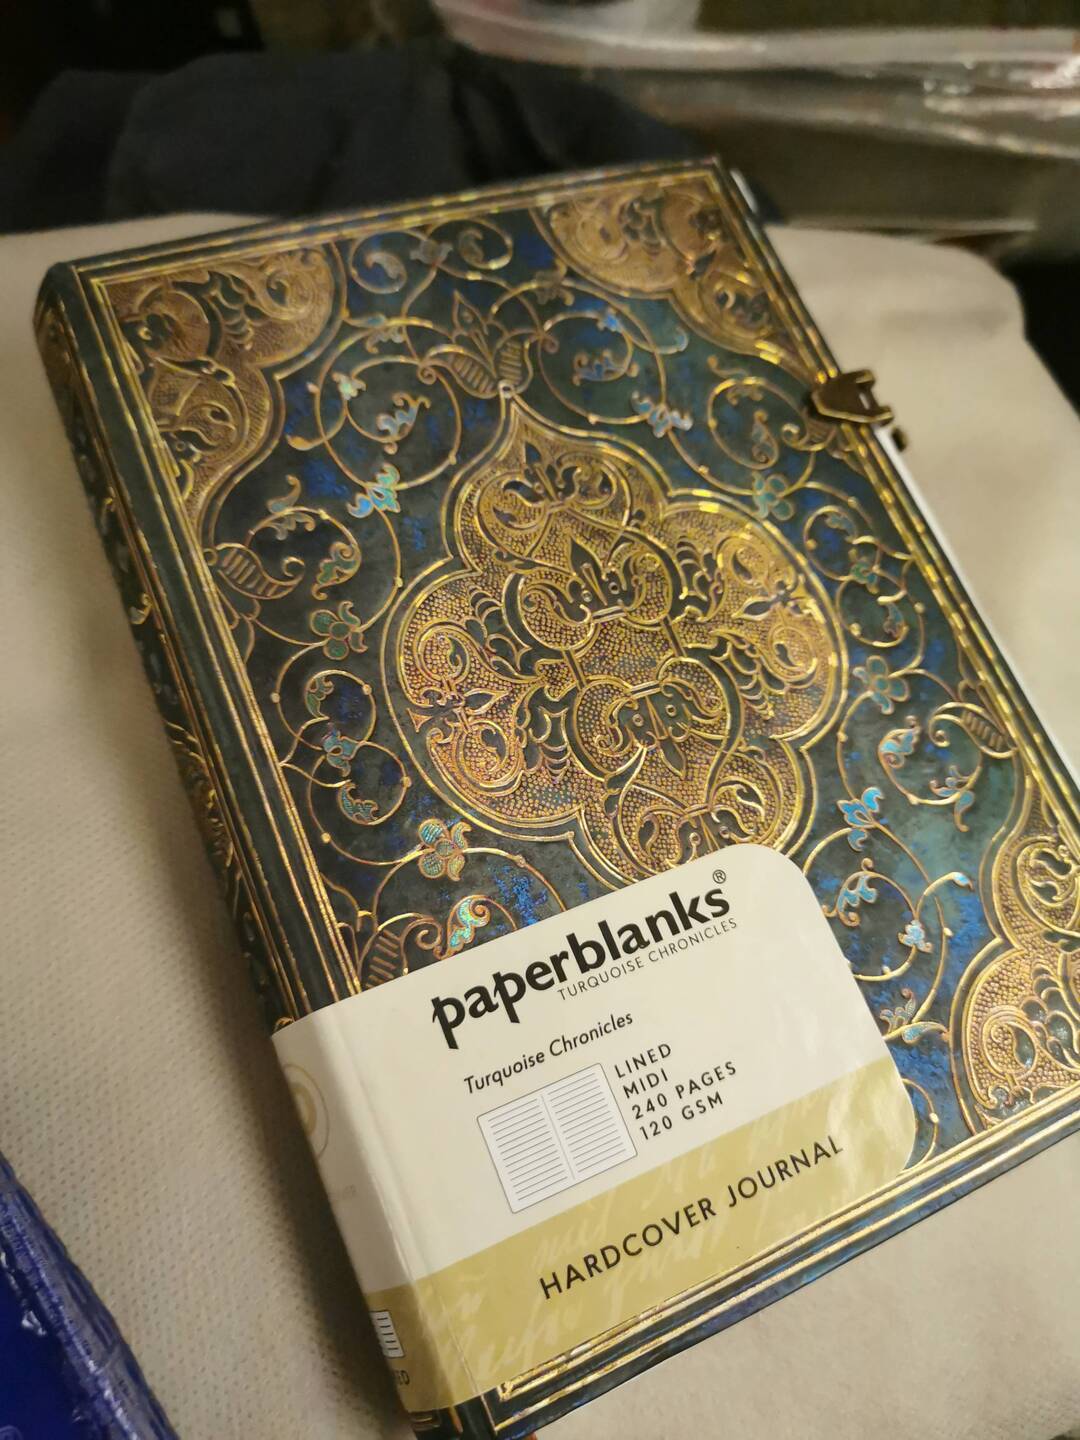 paperblanks®
TURQUOISE CHRONICLES
Turquoise Chronicles
LINED
MIDI
240 PAGES
120 GSM
HARDCOVER JOURNAL